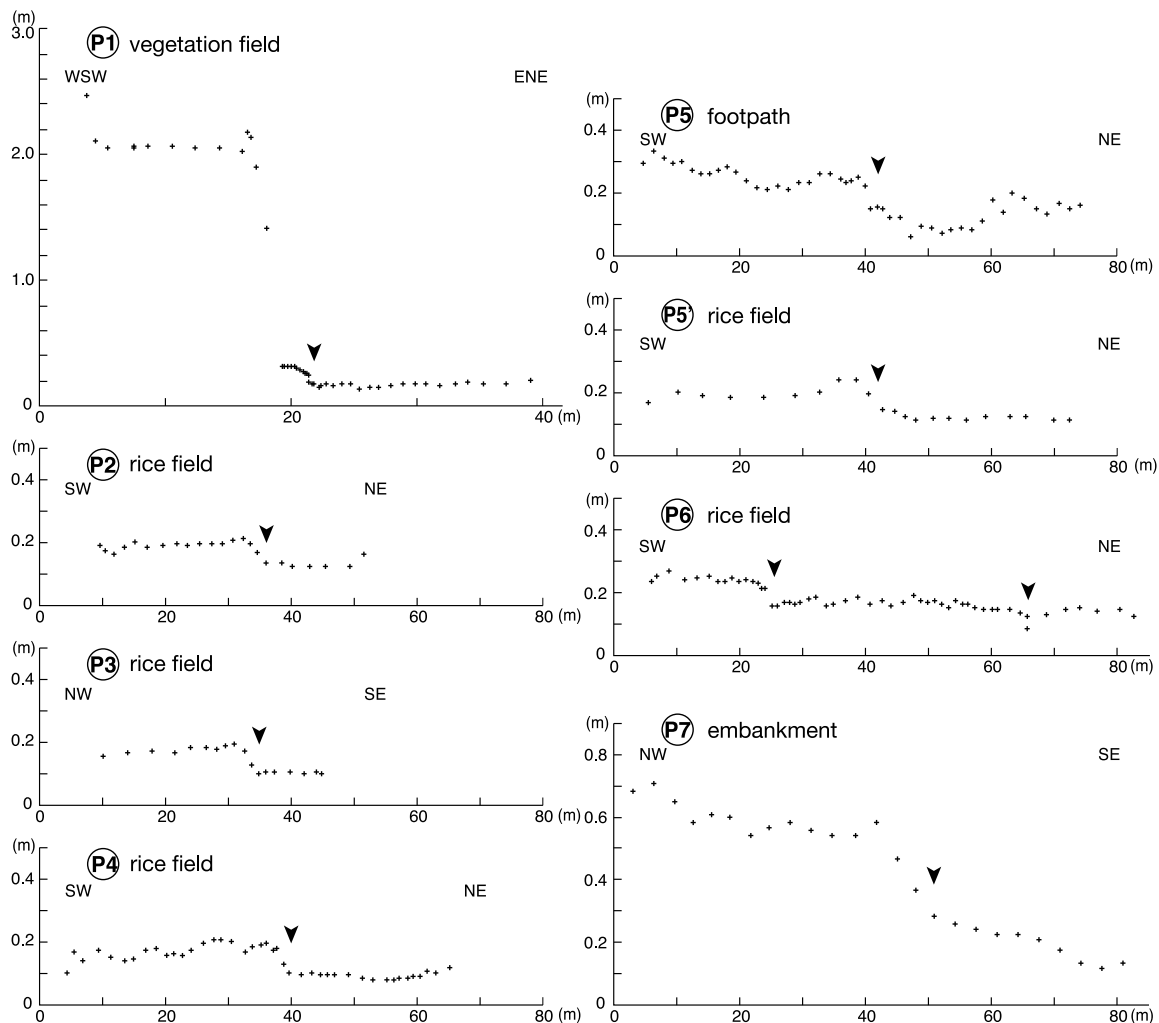 (m)
3.0
P1 vegetation field
WSW ENE
2.0
1.0
0
0 20 40 (m)
(m)
P2 rice field
0.4
SW NE
0.2
0
0 20 40 60 80 (m)
(m)
P3 rice field
NW SE
0.4
0.2
0
0 20 40 60 80 (m)
(m)
P4 rice field
0.4
SW NE
0.2
0
0 20 40 60 80 (m)
(m)
P5 footpath
0.4
SW NE
0.2
0
0 20 40 60 80 (m)
(m)
P5' rice field
0.4
SW NE
0.2
0
0 20 40 60 80 (m)
(m)
P6 rice field
0.4
SW NE
0.2
0
0 20 40 60 80 (m)
(m)
P7 embankment
NW SE
0.8
0.6
0.4
0.2
0
0 20 40 60 80 (m)